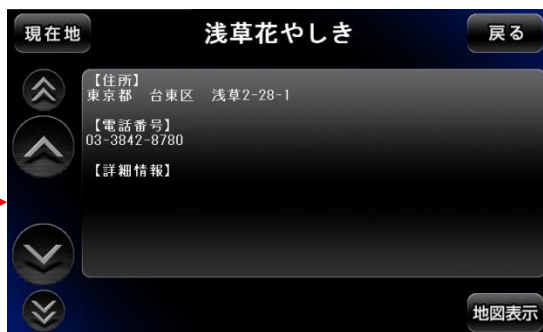 現在地
浅草花やしき
戻る
【住所】
東京都　台東区　浅草2-28-1
【電話番号】
03-3842-8780
【詳細情報】
地図表示